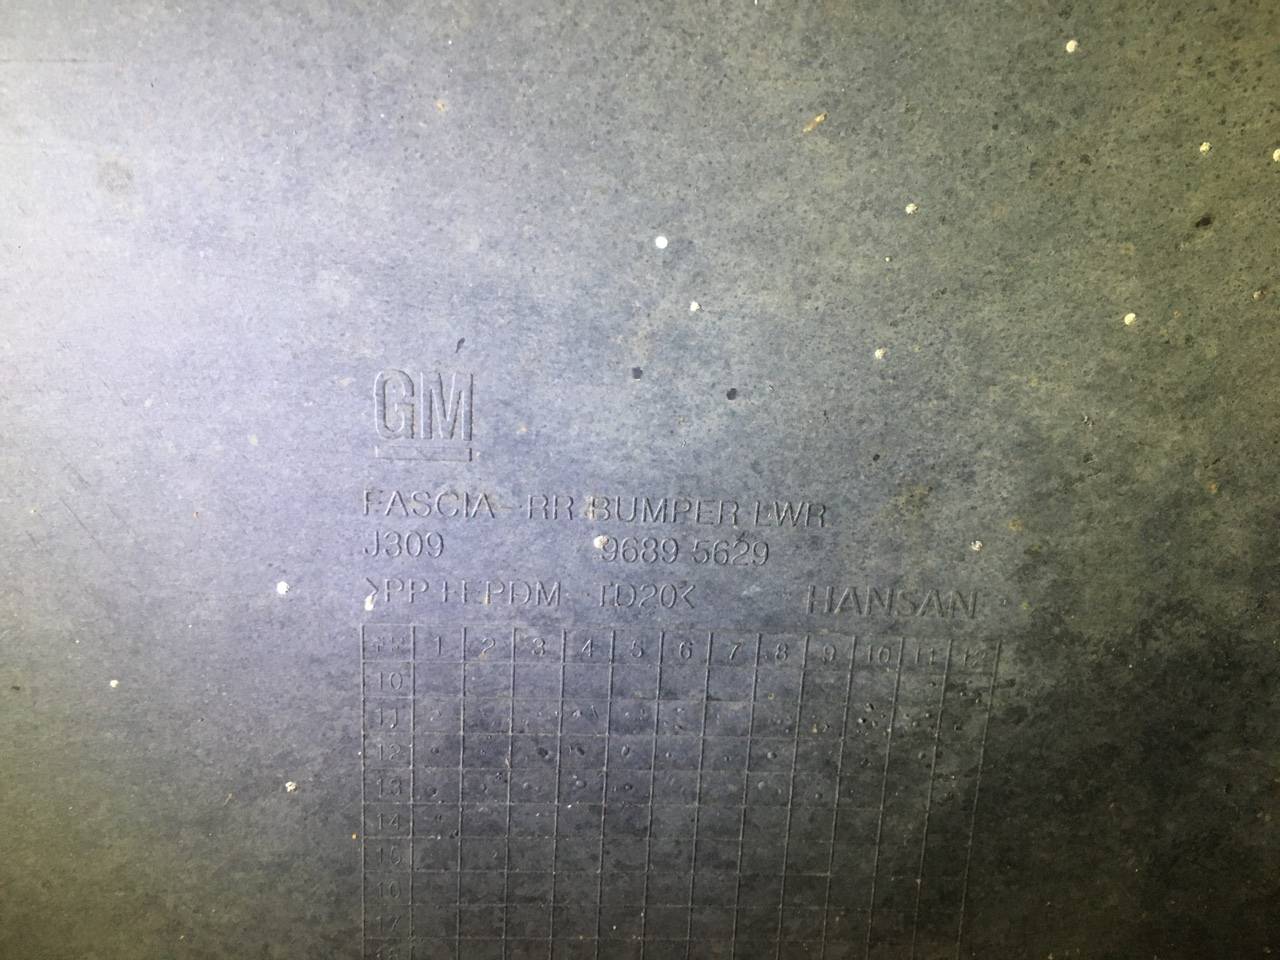 GM
FASCIA-RR BUMPER LWR
J309 9689 5629
>PP+EPDM-TD20< HANSAN
1 2 3 4 5 6 7 8 9 10 11 12
10
11
12
13
14
15
16
17